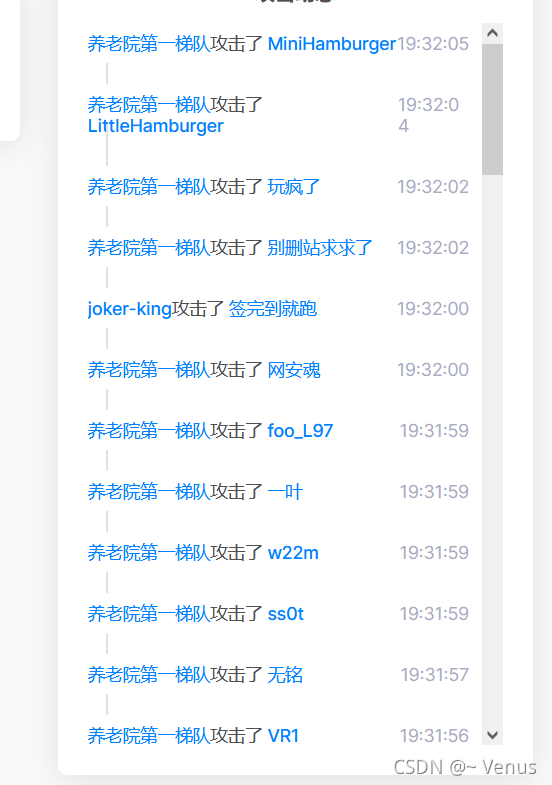 养老院第一梯队攻击了 MiniHamburger19:32:05
养老院第一梯队攻击了 19:32:0
LittleHamburger 4
养老院第一梯队攻击了 玩疯了 19:32:02
养老院第一梯队攻击了 别删站求求了 19:32:02
joker-king攻击了 签完到就跑 19:32:00
养老院第一梯队攻击了 网安魂 19:32:00
养老院第一梯队攻击了 foo_L97 19:31:59
养老院第一梯队攻击了 一叶 19:31:59
养老院第一梯队攻击了 w22m 19:31:59
养老院第一梯队攻击了 ss0t 19:31:59
养老院第一梯队攻击了 无铭 19:31:57
养老院第一梯队攻击了 VR1 19:31:56
CSDN @~ Venus